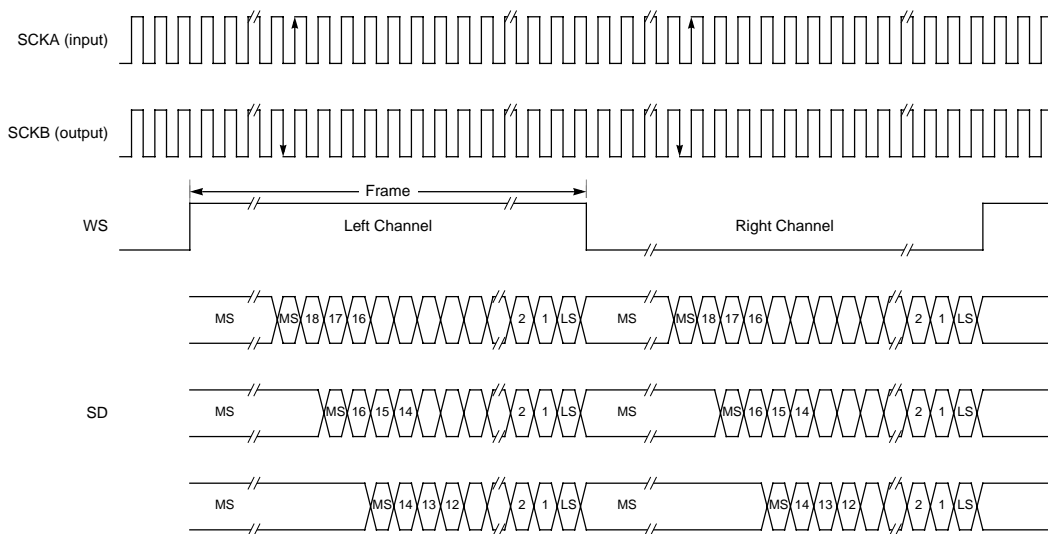 SCKA (input)
SCKB (output)
Frame
WS
Left Channel
Right Channel
MS MS 18 17 16 2 1 LS MS MS 18 17 16 2 1 LS
SD
MS MS 16 15 14 2 1 LS MS MS 16 15 14 2 1 LS
MS MS 14 13 12 2 1 LS MS MS 14 13 12 2 1 LS